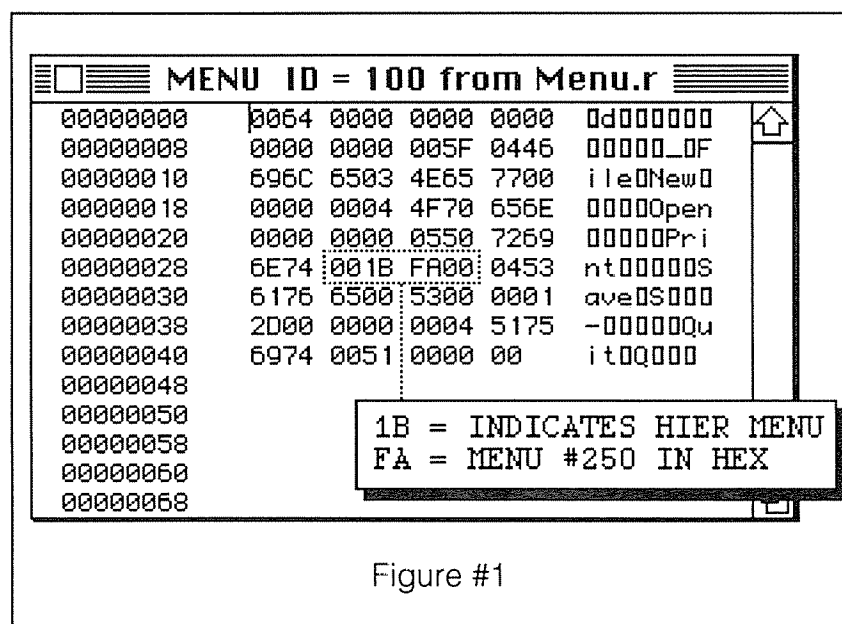 MENU ID = 100 from Menu.r
00000000 0064 0000 0000 0000 ▯d▯▯▯▯▯▯
00000008 0000 0000 005F 0446 ▯▯▯▯▯_▯F
00000010 696C 6503 4E65 7700 ile▯New▯
00000018 0000 0004 4F70 656E ▯▯▯▯Open
00000020 0000 0000 0550 7269 ▯▯▯▯▯Pri
00000028 6E74 001B FA00 0453 nt▯▯▯▯▯S
00000030 6176 6500 5300 0001 ave▯S▯▯▯
00000038 2D00 0000 0004 5175 -▯▯▯▯▯Qu
00000040 6974 0051 0000 00 it▯Q▯▯▯
00000048
00000050
00000058
00000060
00000068
1B = INDICATES HIER MENU
FA = MENU #250 IN HEX
Figure #1